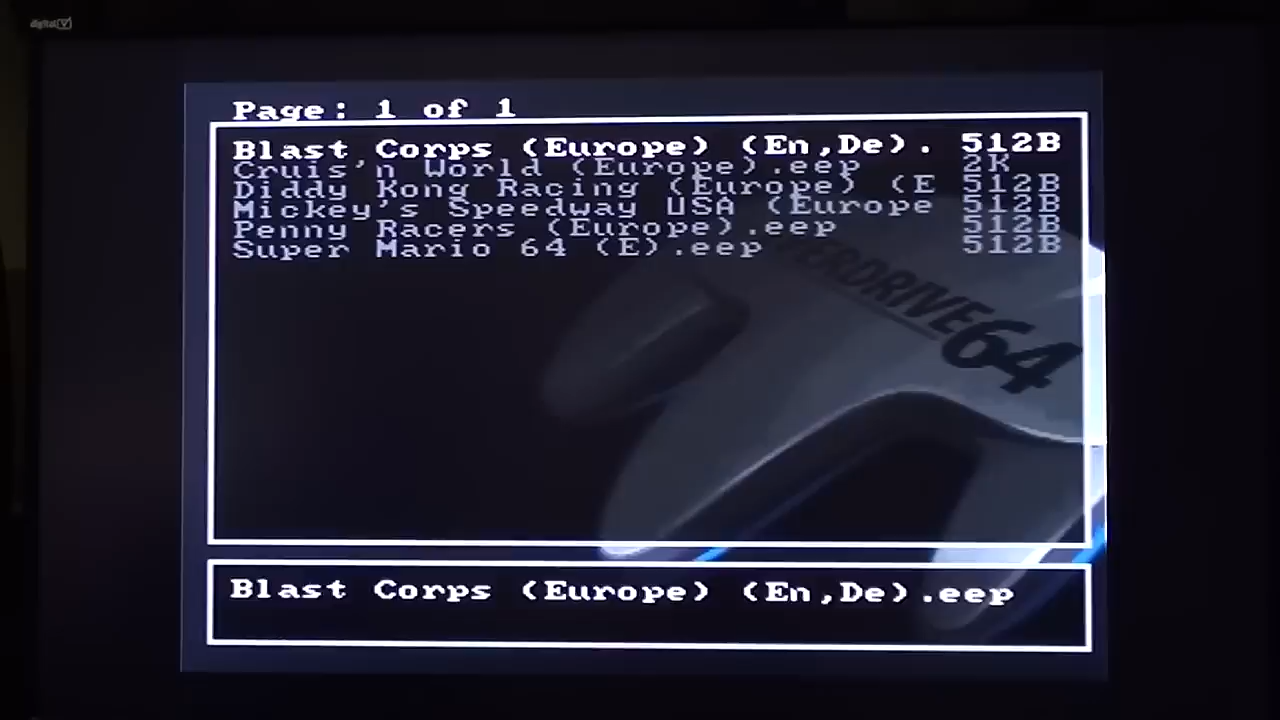 digital
Page: 1 of 1
Blast Corps (Europe) (En,De). 512B
Cruis'n World (Europe).eep 2K
Diddy Kong Racing (Europe) (E 512B
Mickey's Speedway USA (Europe 512B
Penny Racers (Europe).eep 512B
Super Mario 64 (E).eep 512B
ERDRIVE64
Blast Corps (Europe) (En,De).eep